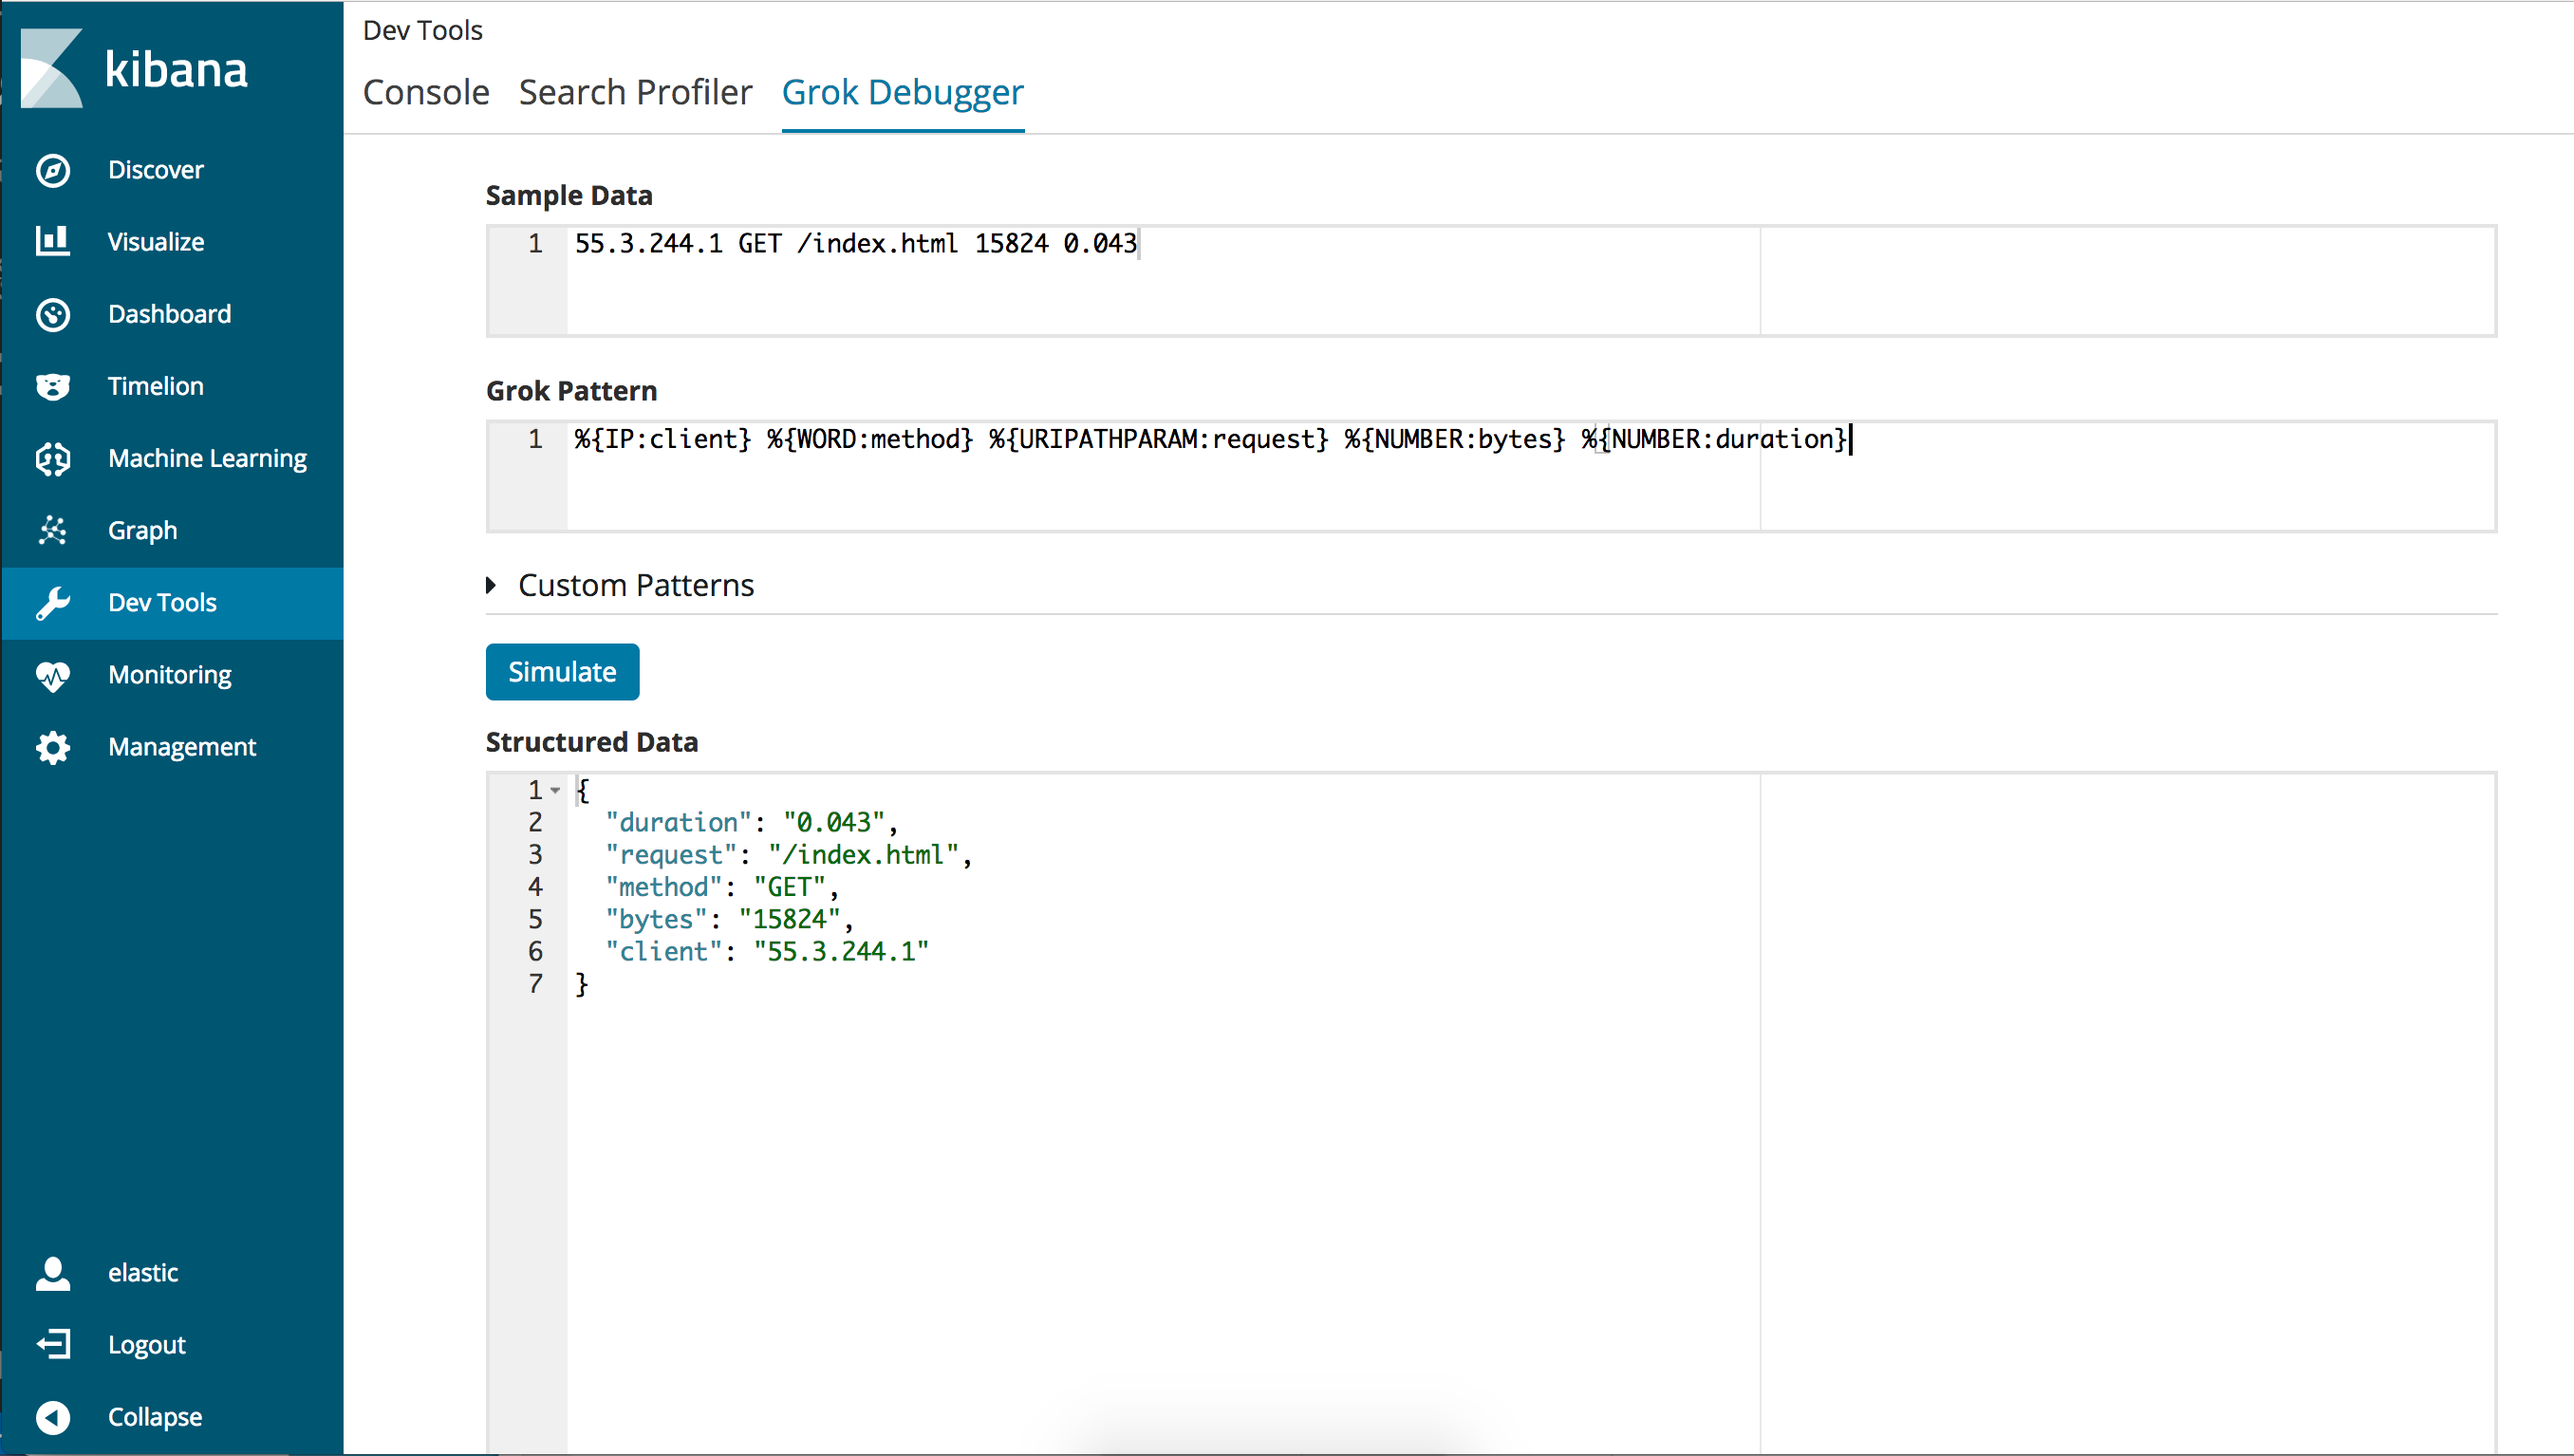 kibana
Discover
Visualize
Dashboard
Timelion
Machine Learning
Graph
Dev Tools
Monitoring
Management
elastic
Logout
Collapse
Dev Tools
Console Search Profiler Grok Debugger
Sample Data
1 55.3.244.1 GET /index.html 15824 0.043
Grok Pattern
1 %{IP:client} %{WORD:method} %{URIPATHPARAM:request} %{NUMBER:bytes} %{NUMBER:duration}
Custom Patterns
Simulate
Structured Data
1 {
2 "duration": "0.043",
3 "request": "/index.html",
4 "method": "GET",
5 "bytes": "15824",
6 "client": "55.3.244.1"
7 }